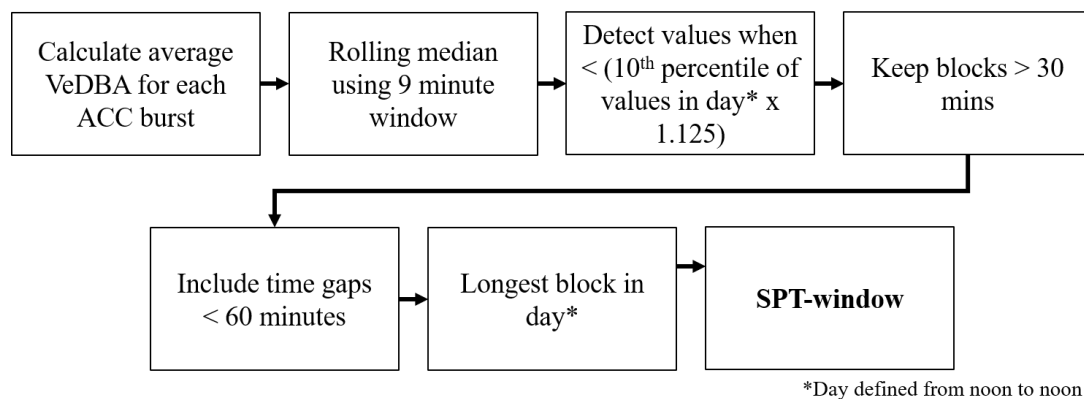 Calculate average
VeDBA for each
ACC burst
Rolling median
using 9 minute
window
Detect values when
< (10th percentile of
values in day* x
1.125)
Keep blocks > 30
mins
Include time gaps
< 60 minutes
Longest block in
day*
SPT-window
*Day defined from noon to noon